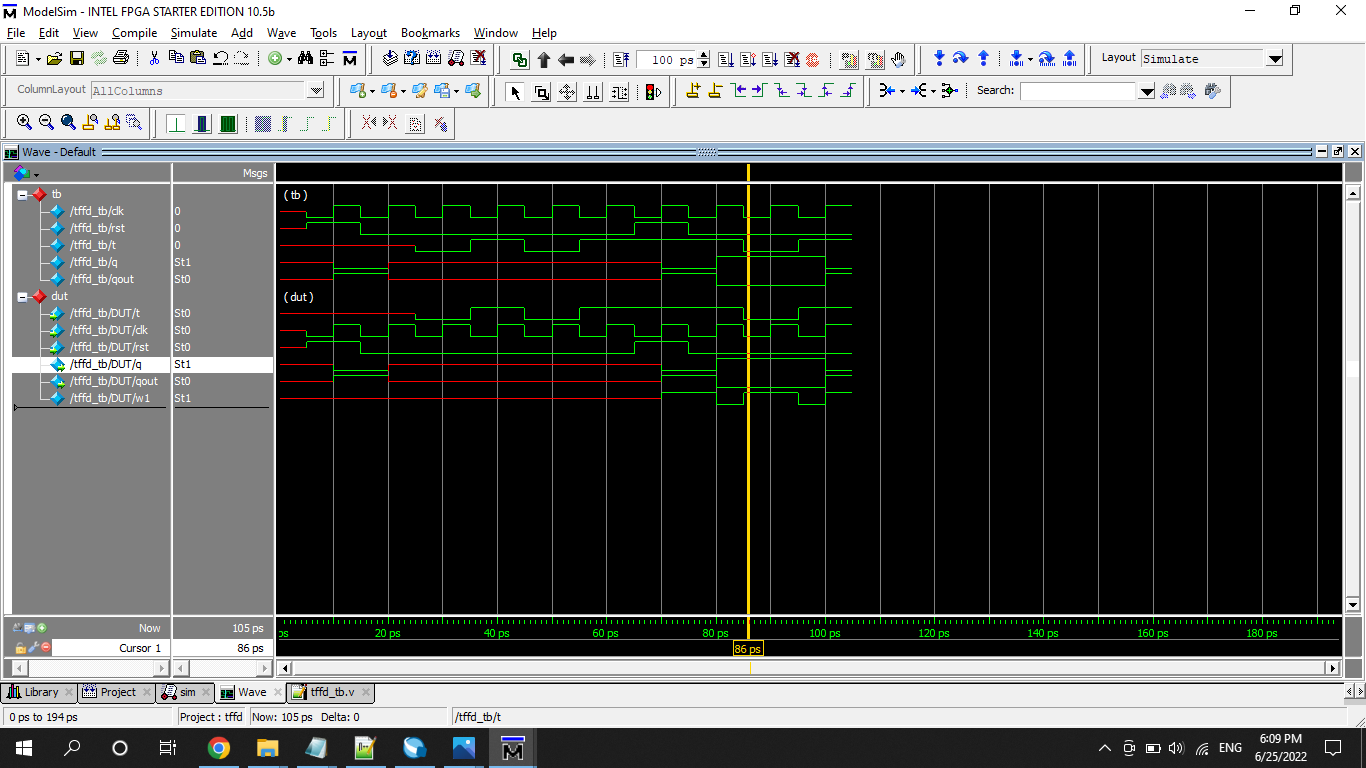 ModelSim - INTEL FPGA STARTER EDITION 10.5b
File Edit View Compile Simulate Add Wave Tools Layout Bookmarks Window Help
100 ps
Layout Simulate
ColumnLayout AllColumns
Search:
Wave - Default
Msgs
tb
(tb)
/tffd_tb/clk 0
/tffd_tb/rst 0
/tffd_tb/t 0
/tffd_tb/q St1
/tffd_tb/qout St0
dut
(dut)
/tffd_tb/DUT/t St0
/tffd_tb/DUT/clk St0
/tffd_tb/DUT/rst St0
/tffd_tb/DUT/q St1
/tffd_tb/DUT/qout St0
/tffd_tb/DUT/w1 St1
Now 105 ps
ps 20 ps 40 ps 60 ps 80 ps 100 ps 120 ps 140 ps 160 ps 180 ps
Cursor 1 86 ps
86 ps
Library Project sim Wave tffd_tb.v
0 ps to 194 ps Project : tffd Now: 105 ps Delta: 0 /tffd_tb/t
ENG
6:09 PM
6/25/2022